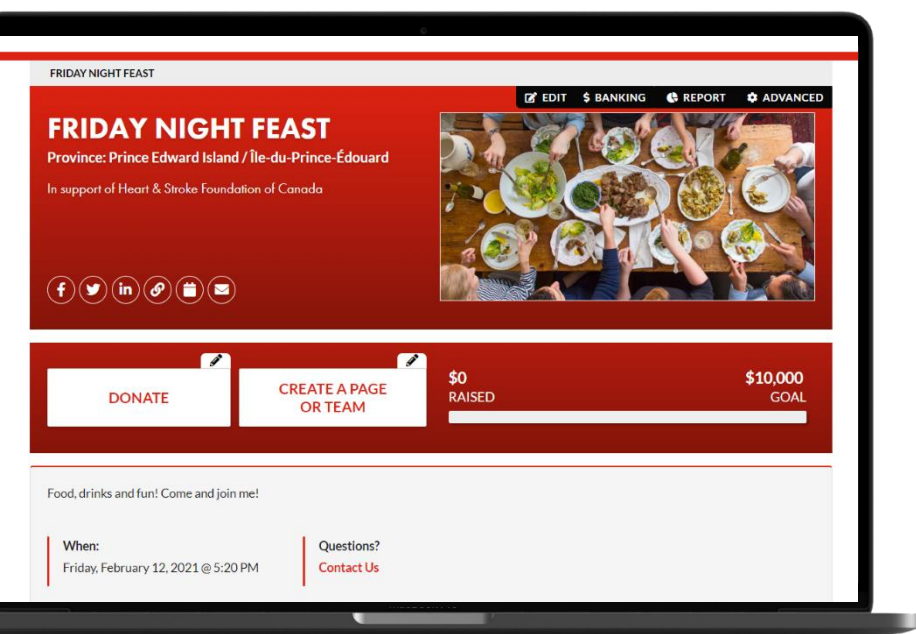 FRIDAY NIGHT FEAST
EDIT $ BANKING REPORT ADVANCED
FRIDAY NIGHT FEAST
Province: Prince Edward Island / Île-du-Prince-Édouard
In support of Heart & Stroke Foundation of Canada
DONATE
CREATE A PAGE
OR TEAM
$0
RAISED
$10,000
GOAL
Food, drinks and fun! Come and join me!
When:
Friday, February 12, 2021 @ 5:20 PM
Questions?
Contact Us